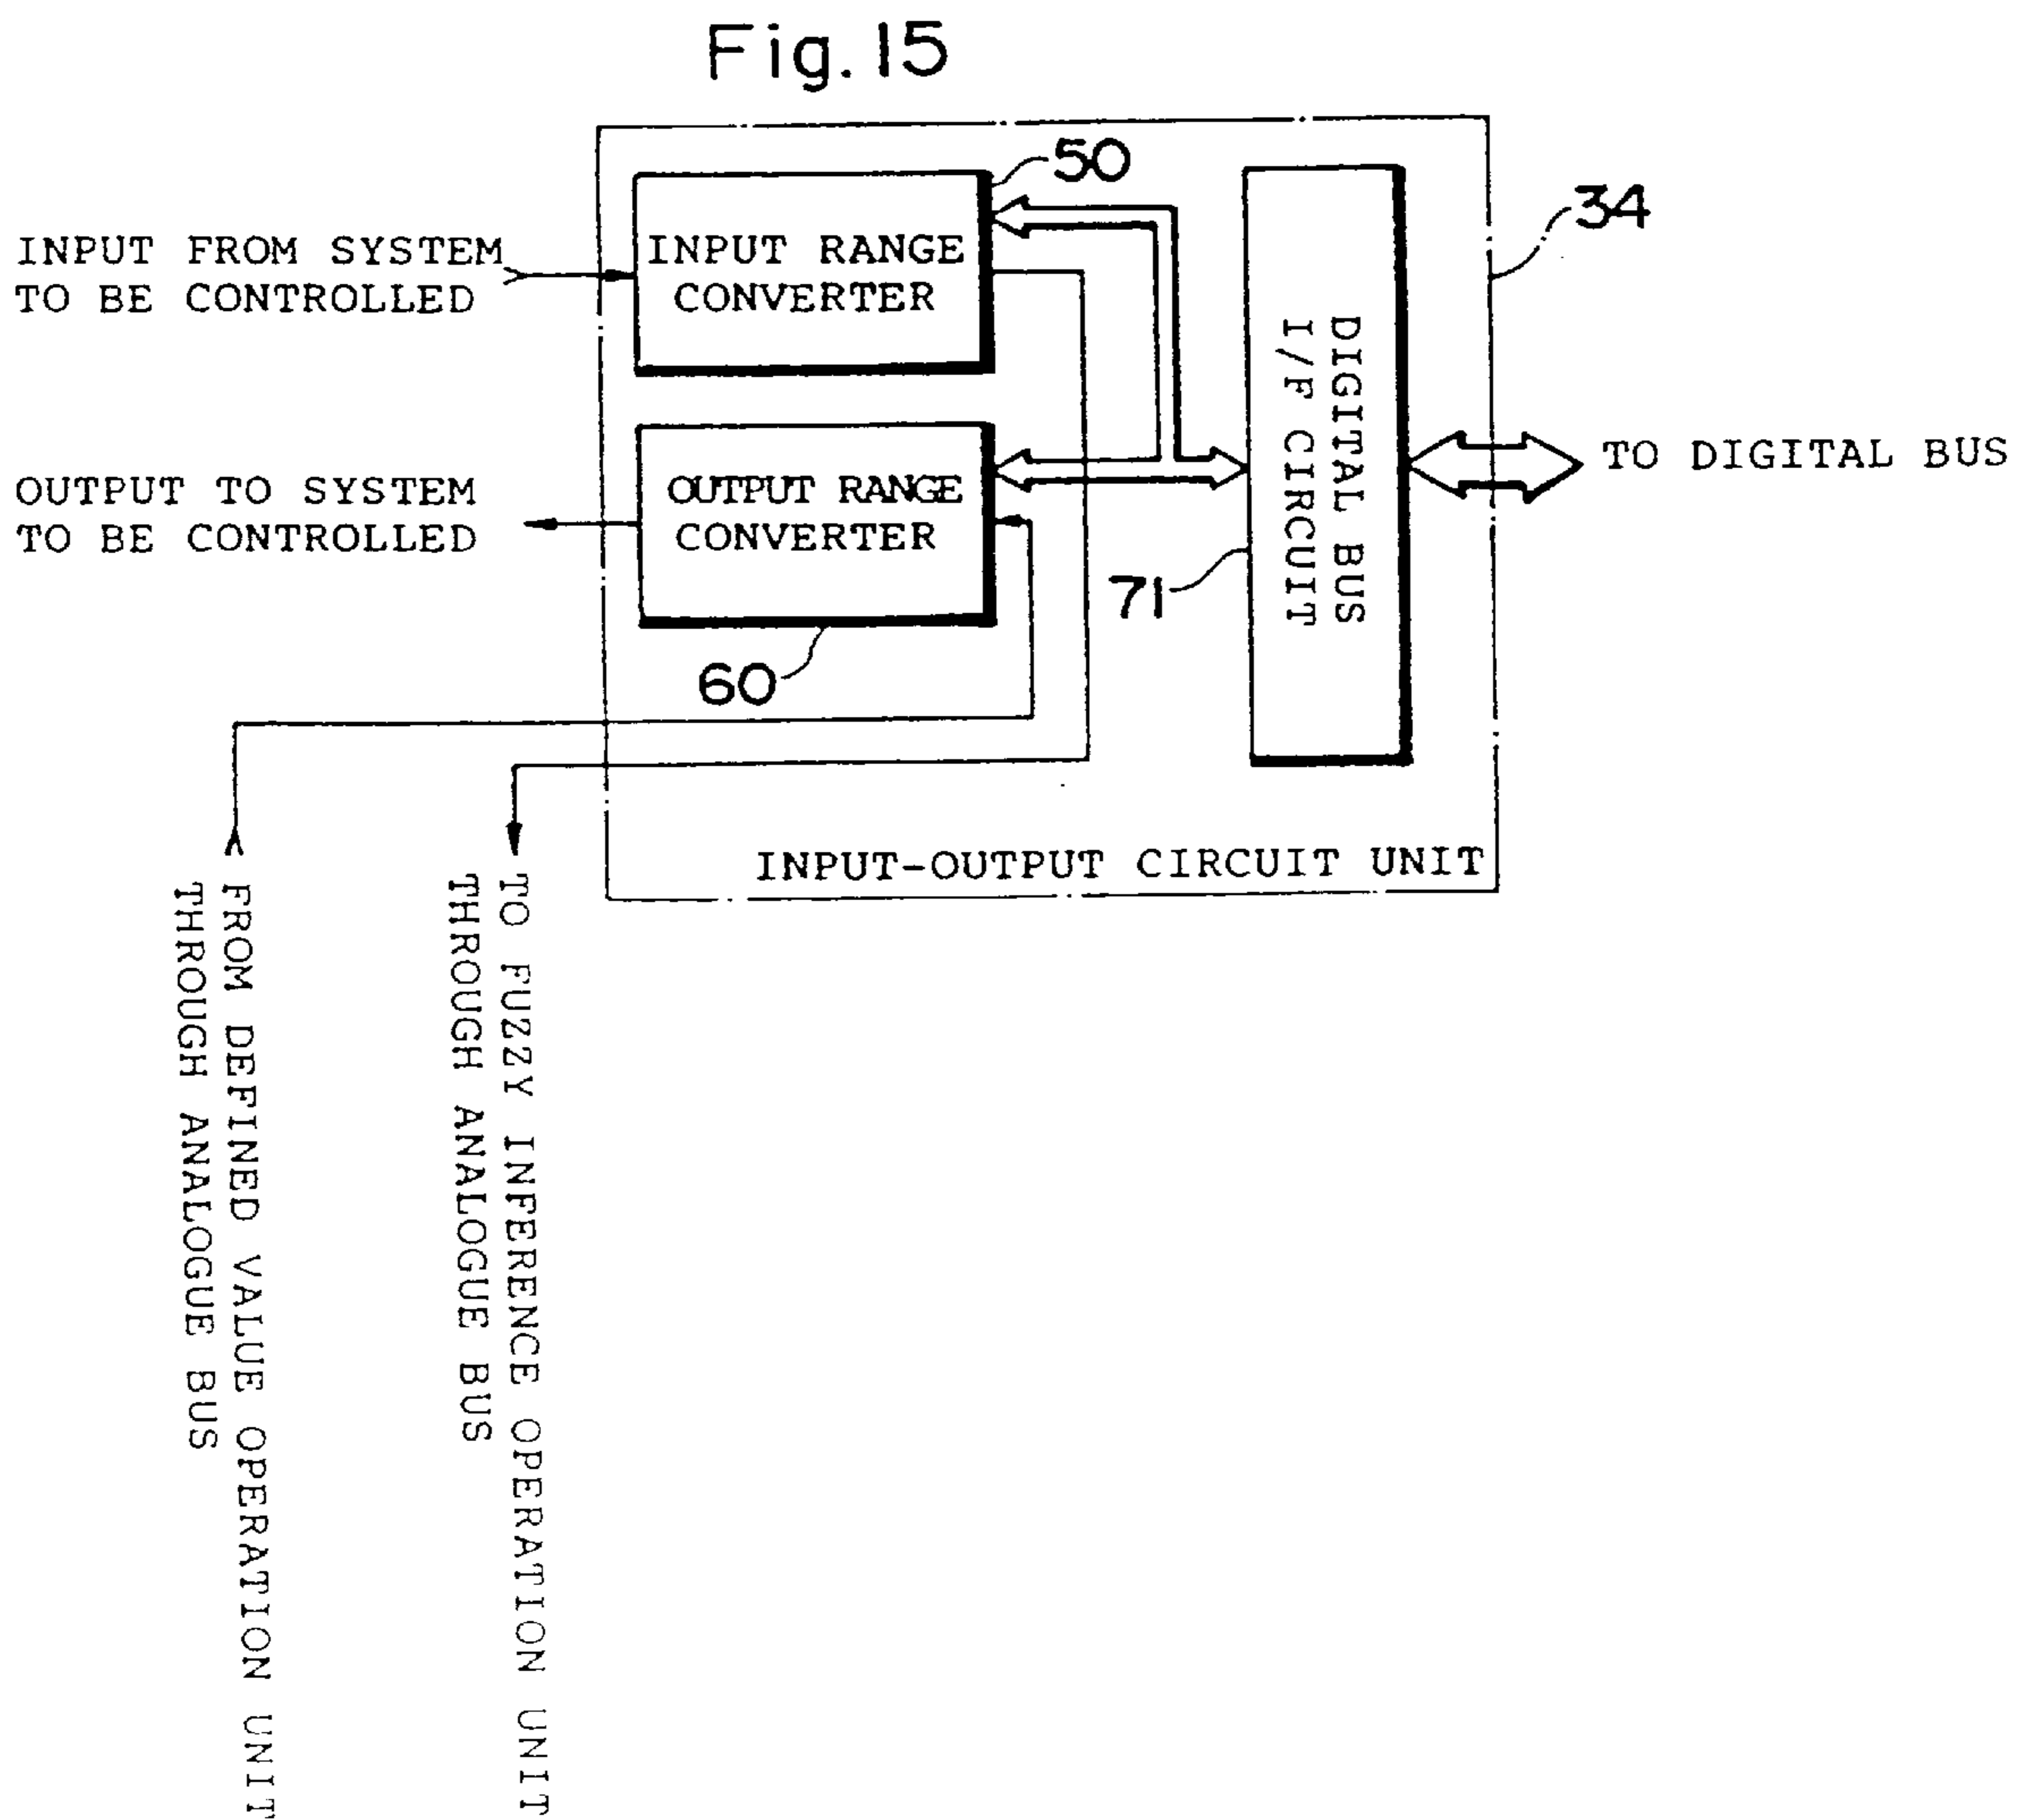 Fig. 15
50
34
INPUT FROM SYSTEM
TO BE CONTROLLED
INPUT RANGE
CONVERTER
DIGITAL BUS
I/F CIRCUIT
TO DIGITAL BUS
OUTPUT TO SYSTEM
TO BE CONTROLLED
OUTPUT RANGE
CONVERTER
71
60
INPUT-OUTPUT CIRCUIT UNIT
FROM DEFINED VALUE OPERATION UNIT
THROUGH ANALOGUE BUS
TO FUZZY INFERENCE OPERATION UNIT
THROUGH ANALOGUE BUS